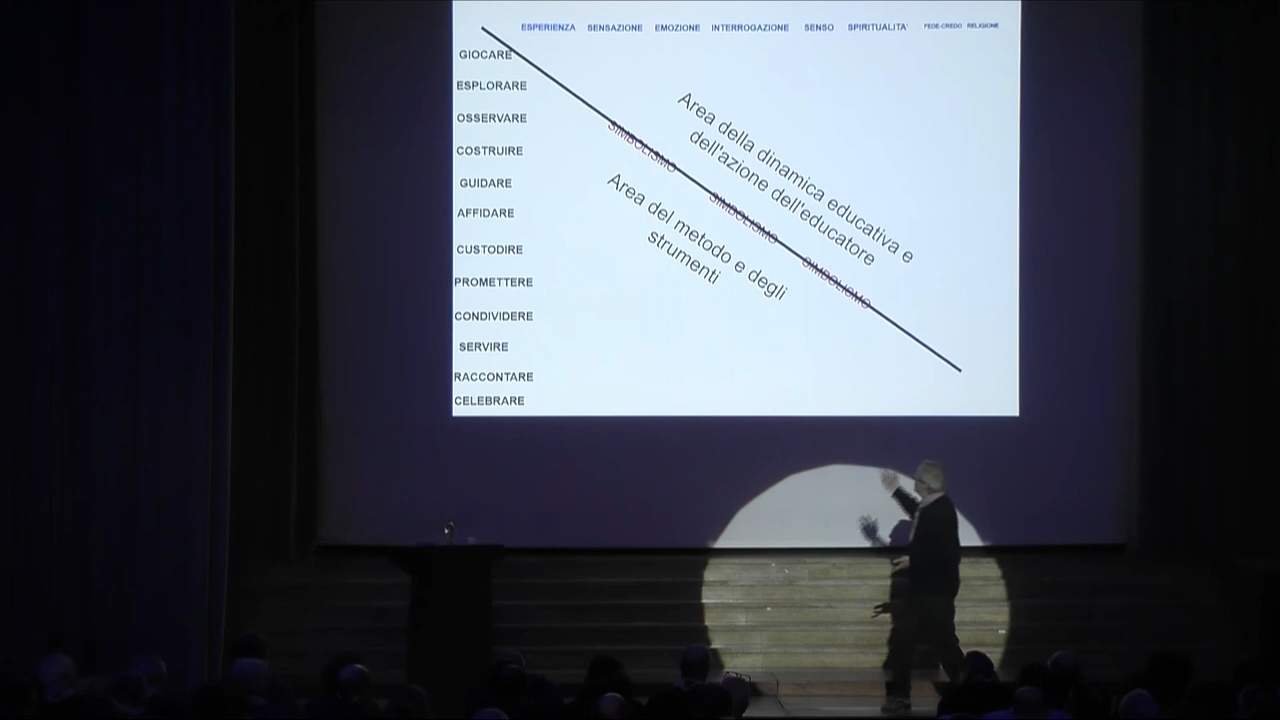 ESPERIENZA SENSAZIONE EMOZIONE INTERROGAZIONE SENSO SPIRITUALITA' FEDE-CREDO RELIGIONE
GIOCARE
ESPLORARE
OSSERVARE
COSTRUIRE
GUIDARE
AFFIDARE
CUSTODIRE
PROMETTERE
CONDIVIDERE
SERVIRE
RACCONTARE
CELEBRARE
Area della dinamica educativa e
dell'azione dell'educatore
SIMBOLISMO
SIMBOLISMO
SIMBOLISMO
Area del metodo e degli
strumenti